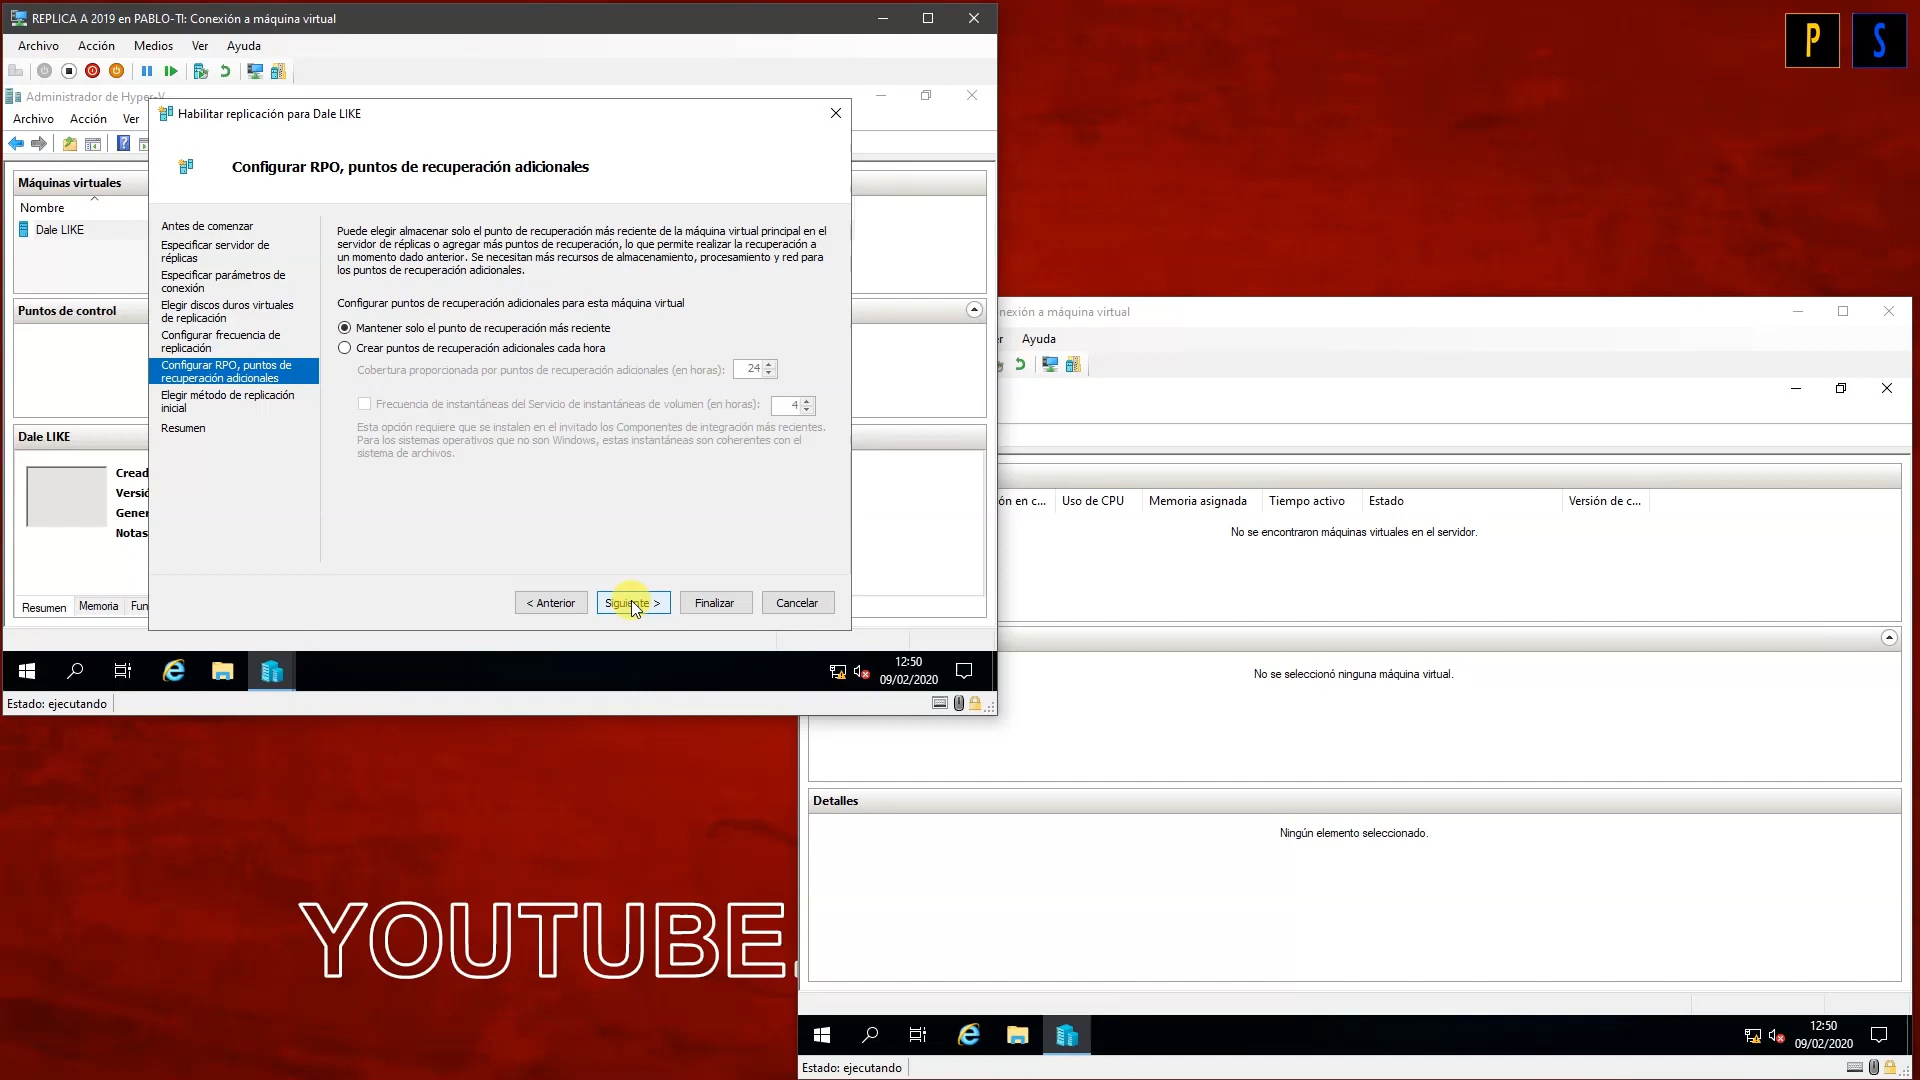 REPLICA A 2019 en PABLO-TI: Conexión a máquina virtual
Archivo Acción Medios Ver Ayuda
Administrador de Hyper-V
Archivo Acción Ver
Máquinas virtuales
Nombre
Dale LIKE
Puntos de control
Dale LIKE
Cread
Versió
Gener
Notas
Resumen Memoria Fun
Habilitar replicación para Dale LIKE
Configurar RPO, puntos de recuperación adicionales
Antes de comenzar
Especificar servidor de
réplicas
Especificar parámetros de
conexión
Elegir discos duros virtuales
de replicación
Configurar frecuencia de
replicación
Configurar RPO, puntos de
recuperación adicionales
Elegir método de replicación
inicial
Resumen
Puede elegir almacenar solo el punto de recuperación más reciente de la máquina virtual principal en el
servidor de réplicas o agregar más puntos de recuperación, lo que permite realizar la recuperación a
un momento dado anterior. Se necesitan más recursos de almacenamiento, procesamiento y red para
los puntos de recuperación adicionales.
Configurar puntos de recuperación adicionales para esta máquina virtual
Mantener solo el punto de recuperación más reciente
Crear puntos de recuperación adicionales cada hora
Cobertura proporcionada por puntos de recuperación adicionales (en horas): 24
Frecuencia de instantáneas del Servicio de instantáneas de volumen (en horas): 4
Esta opción requiere que se instalen en el invitado los Componentes de integración más recientes.
Para los sistemas operativos que no son Windows, estas instantáneas son coherentes con el
sistema de archivos.
< Anterior Siguiente > Finalizar Cancelar
12:50
09/02/2020
Estado: ejecutando
P S
nexión a máquina virtual
er Ayuda
ón en c... Uso de CPU Memoria asignada Tiempo activo Estado Versión de c...
No se encontraron máquinas virtuales en el servidor.
No se seleccionó ninguna máquina virtual.
Detalles
Ningún elemento seleccionado.
12:50
09/02/2020
Estado: ejecutando
YOUTUBE.